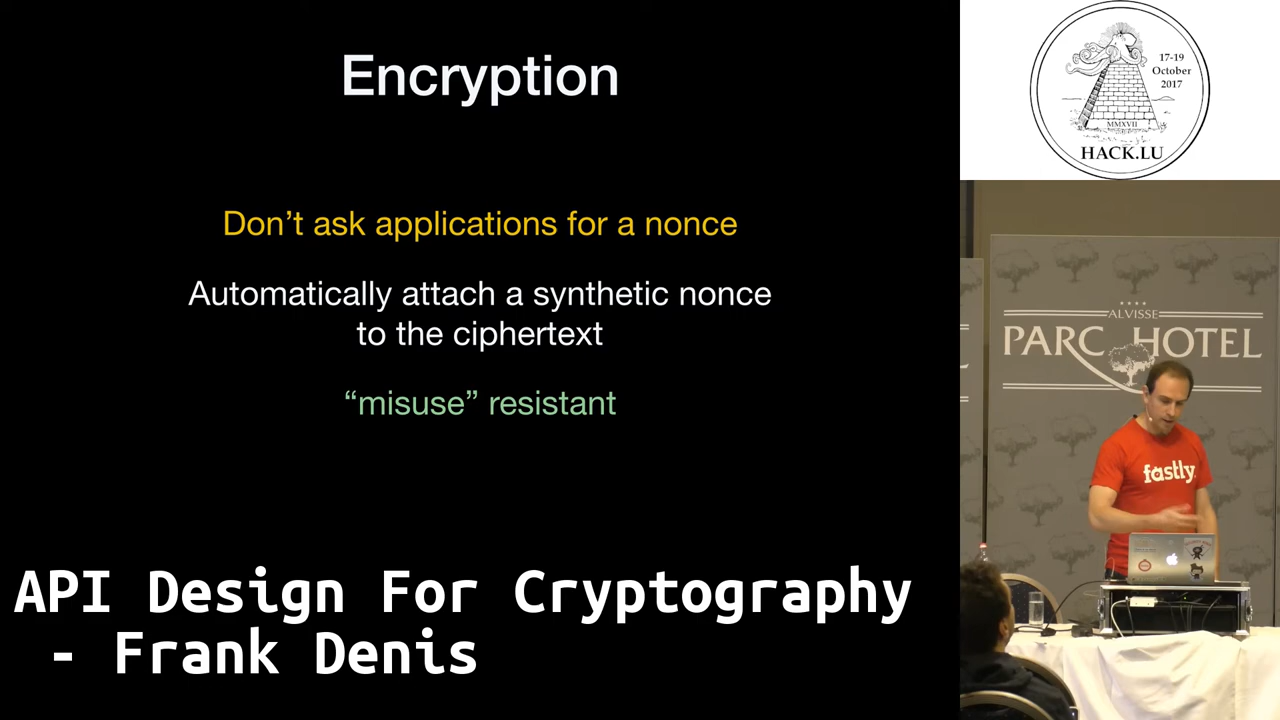 Encryption
Don’t ask applications for a nonce
Automatically attach a synthetic nonce
to the ciphertext
“misuse” resistant
API Design For Cryptography
- Frank Denis
17-19
October
2017
MMXVII
HACK.LU
ALVISSE
PARC HOTEL
fastly